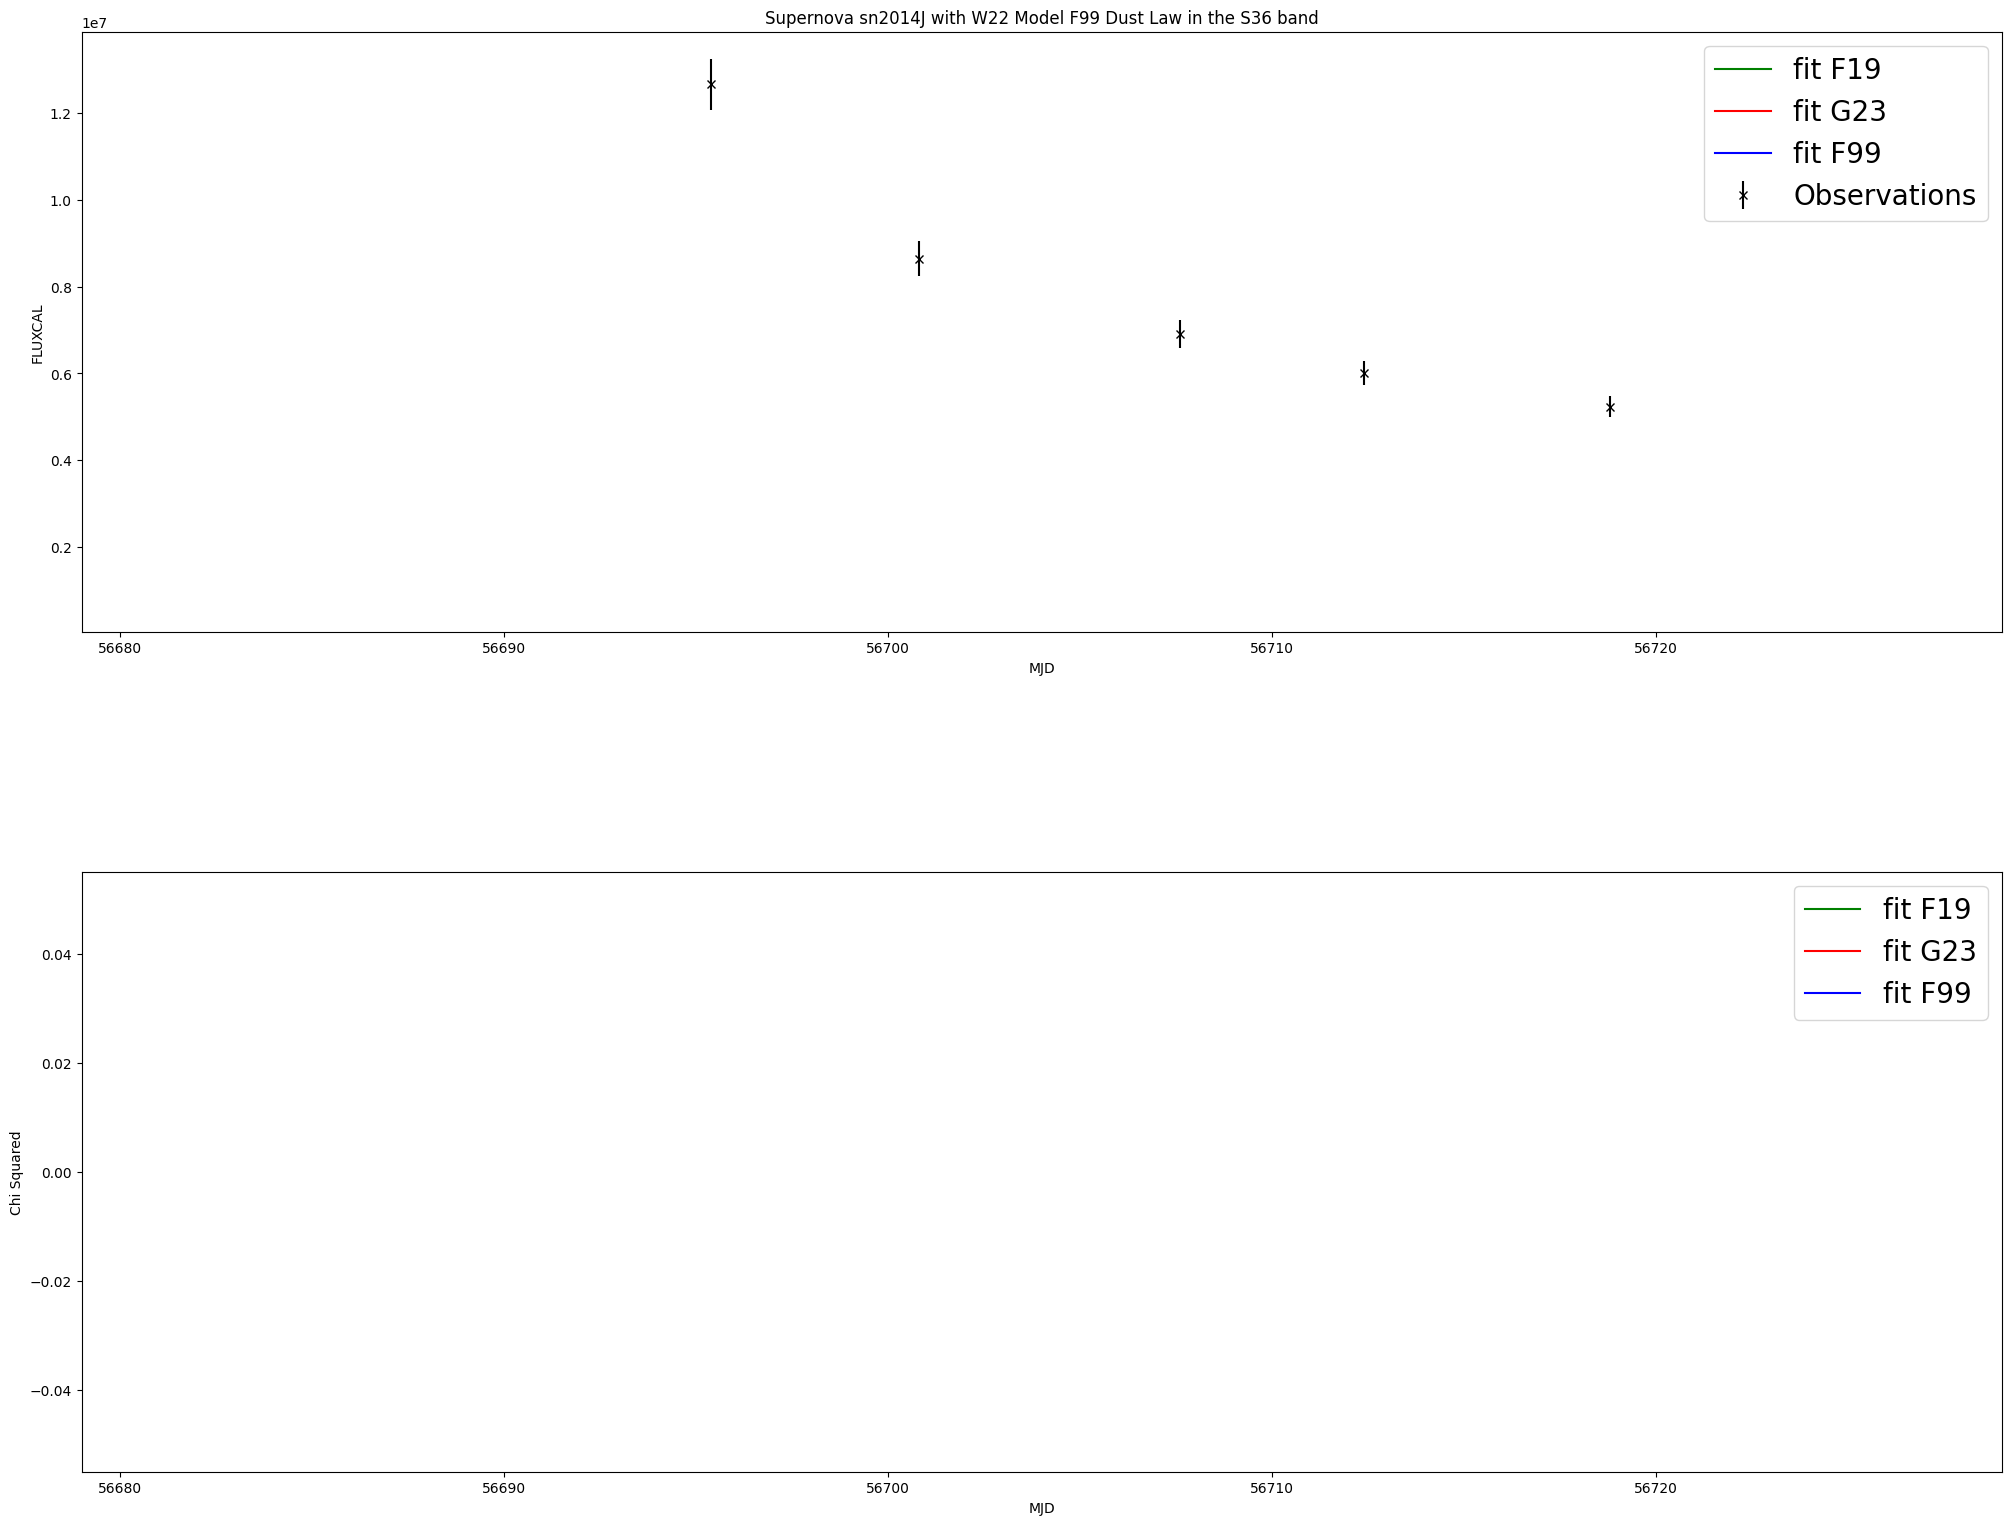 Supernova sn2014J with W22 Model F99 Dust Law in the S36 band
1e7
fit F19
fit G23
fit F99
Observations
1.2
1.0
0.8
0.6
0.4
0.2
FLUXCAL
56680 56690 56700 56710 56720
MJD
fit F19
fit G23
fit F99
0.04
0.02
0.00
−0.02
−0.04
Chi Squared
56680 56690 56700 56710 56720
MJD